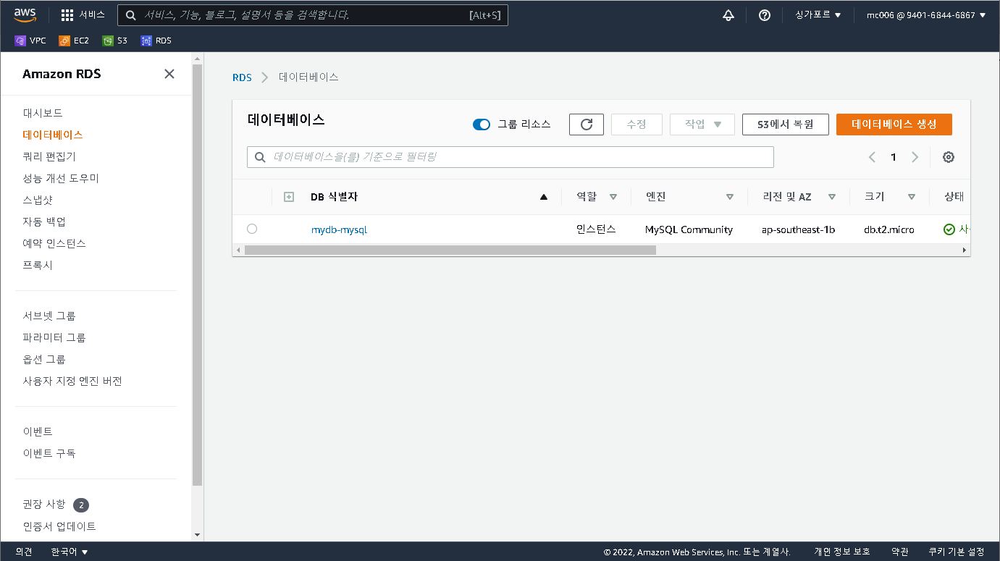 aws 서비스 서비스, 기능, 블로그, 설명서 등을 검색합니다. [Alt+S] 싱가포르 mc006 @ 9401-6844-6867
VPC EC2 S3 RDS
Amazon RDS
대시보드
데이터베이스
쿼리 편집기
성능 개선 도우미
스냅샷
자동 백업
예약 인스턴스
프록시
서브넷 그룹
파라미터 그룹
옵션 그룹
사용자 지정 엔진 버전
이벤트
이벤트 구독
권장 사항 2
인증서 업데이트
RDS 데이터베이스
데이터베이스 그룹 리소스 수정 작업 S3에서 복원 데이터베이스 생성
데이터베이스을(를) 기준으로 필터링 1
DB 식별자 역할 엔진 리전 및 AZ 크기 상태
mydb-mysql 인스턴스 MySQL Community ap-southeast-1b db.t2.micro 사
의견 한국어 © 2022, Amazon Web Services, Inc. 또는 계열사. 개인 정보 보호 약관 쿠키 기본 설정